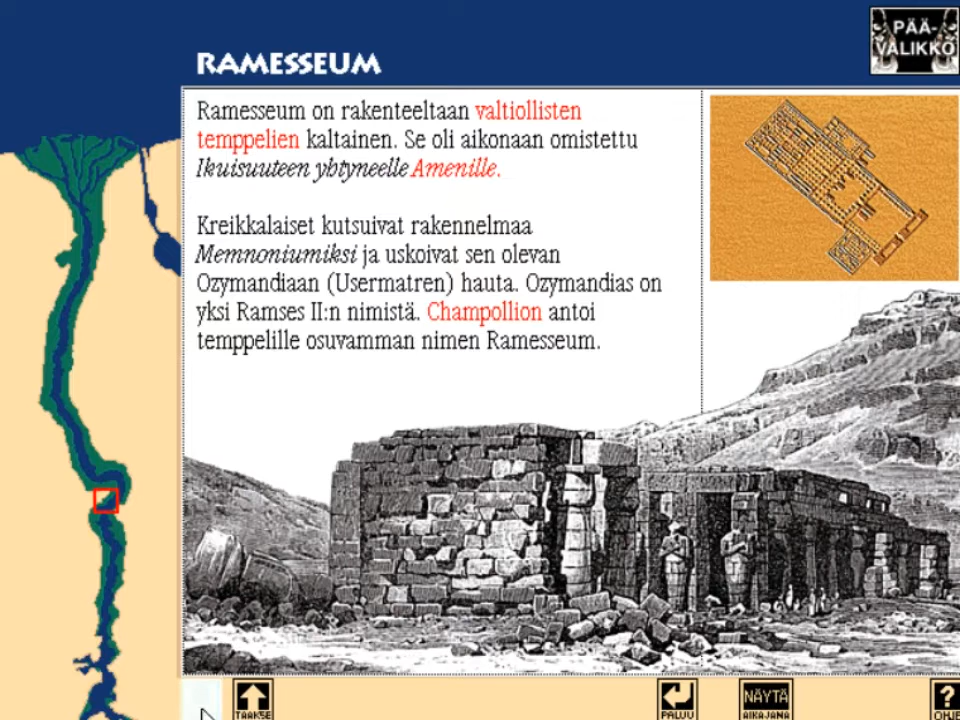 PÄÄ-
VALIKKO
RAMESSEUM
Ramesseum on rakenteeltaan valtiollisten
temppelien kaltainen. Se oli aikonaan omistettu
Ikuisuuteen yhtyneelle Amenille.
Kreikkalaiset kutsuivat rakennelmaa
Memnoniumiksi ja uskoivat sen olevan
Ozymandiaan (Usermatren) hauta. Ozymandias on
yksi Ramses II:n nimistä. Champollion antoi
temppelille osuvamman nimen Ramesseum.
TAAKSE
PALUU
NÄYTÄ
AIKAJANA
?
OHJE